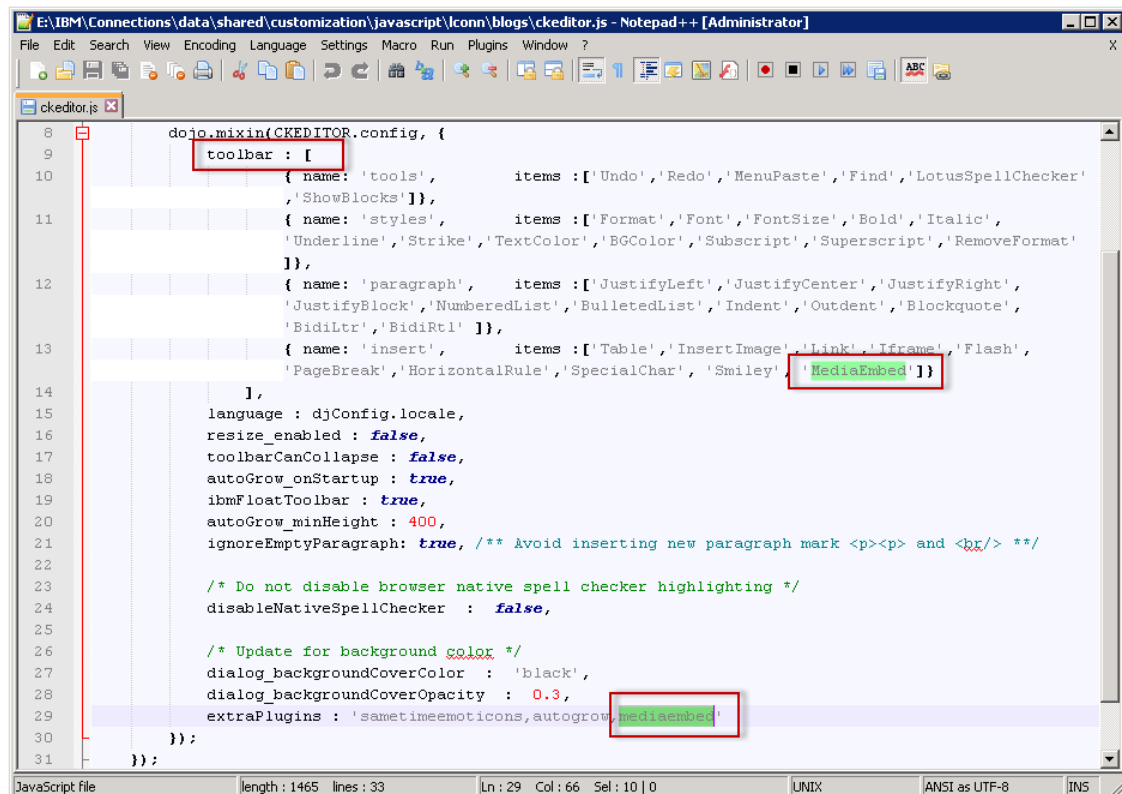 E:\IBM\Connections\data\shared\customization\javascript\lconn\blogs\ckeditor.js - Notepad++ [Administrator]
File Edit Search View Encoding Language Settings Macro Run Plugins Window ? X
ABC
ckeditor.js
8 dojo.mixin(CKEDITOR.config, {
9 toolbar : [
10 { name: 'tools', items :['Undo','Redo','MenuPaste','Find','LotusSpellChecker'
,'ShowBlocks']},
11 { name: 'styles', items :['Format','Font','FontSize','Bold','Italic',
'Underline','Strike','TextColor','BGColor','Subscript','Superscript','RemoveFormat'
]},
12 { name: 'paragraph', items :['JustifyLeft','JustifyCenter','JustifyRight',
'JustifyBlock','NumberedList','BulletedList','Indent','Outdent','Blockquote',
'BidiLtr','BidiRtl' ]},
13 { name: 'insert', items :['Table','InsertImage','Link','Iframe','Flash',
'PageBreak','HorizontalRule','SpecialChar', 'Smiley', 'MediaEmbed']}
14 ],
15 language : djConfig.locale,
16 resize_enabled : false,
17 toolbarCanCollapse : false,
18 autoGrow_onStartup : true,
19 ibmFloatToolbar : true,
20 autoGrow_minHeight : 400,
21 ignoreEmptyParagraph: true, /** Avoid inserting new paragraph mark <p><p> and <br/> **/
22
23 /* Do not disable browser native spell checker highlighting */
24 disableNativeSpellChecker : false,
25
26 /* Update for background color */
27 dialog_backgroundCoverColor : 'black',
28 dialog_backgroundCoverOpacity : 0.3,
29 extraPlugins : 'sametimeemoticons,autogrow,mediaembed'
30 });
31 });
JavaScript file length : 1465 lines : 33 Ln : 29 Col : 66 Sel : 10 | 0 UNIX ANSI as UTF-8 INS